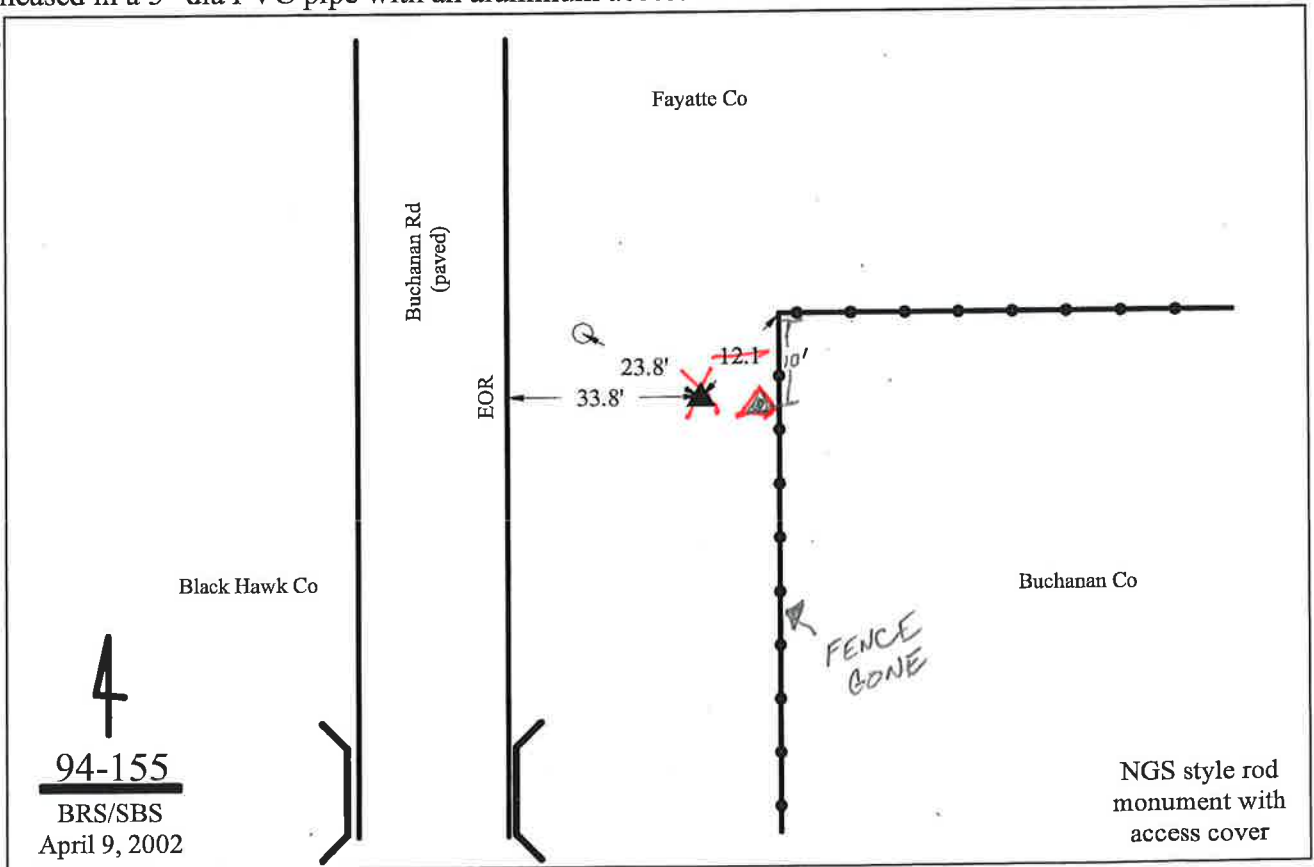 Fayatte Co
Buchanan Rd
(paved)
12.1
10'
23.8'
33.8'
EOR
Black Hawk Co
Buchanan Co
FENCE
GONE
94-155
BRS/SBS
April 9, 2002
NGS style rod
monument with
access cover